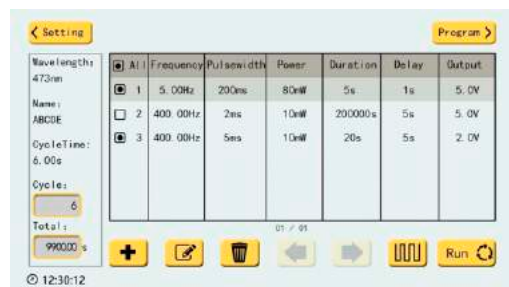 Setting
Program
Wavelength:
473nm
Name:
ABCDE
CycleTime:
6.00s
Cycle:
6
Total:
990000 s
All Frequency Pulsewidth Power Duration Delay Output
1 5.00Hz 200ms 80mW 5s 1s 5.0V
2 400.00Hz 2ms 10mW 200000s 5s 5.0V
3 400.00Hz 5ms 10mW 20s 5s 2.0V
01 / 01
Run
12:30:12